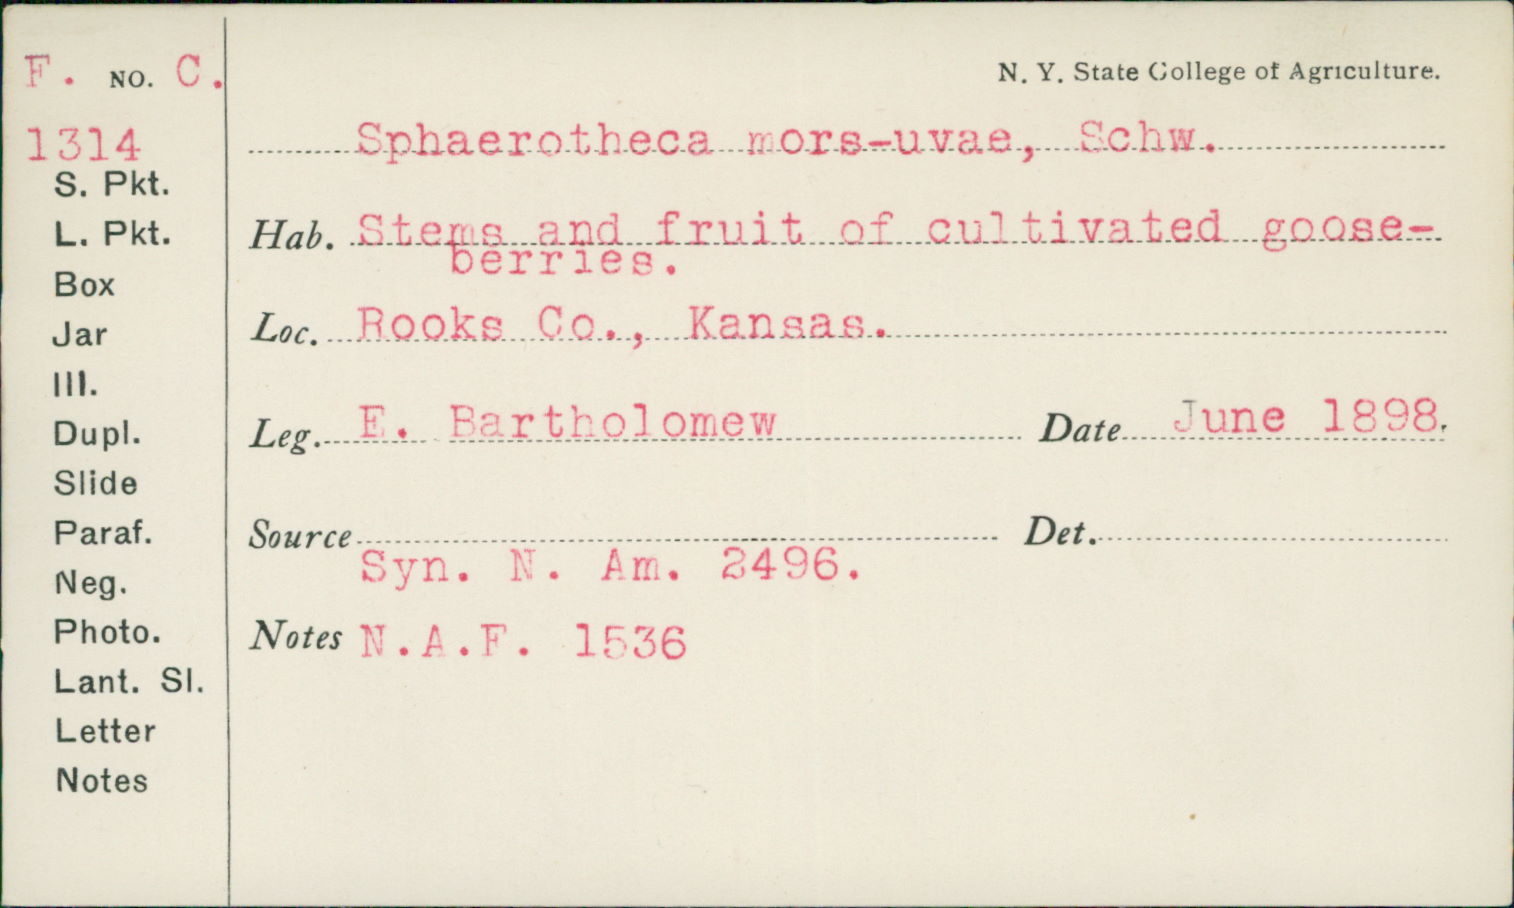 F. NO. C.
1314
S. Pkt.
L. Pkt.
Box
Jar
Ill.
Dupl.
Slide
Paraf.
Neg.
Photo.
Lant. Sl.
Letter
Notes
N. Y. State College of Agriculture.
Sphaerotheca mors-uvae, Schw.
Hab. Stems and fruit of cultivated goose-
berries.
Loc. Rooks Co., Kansas.
Leg. E. Bartholomew Date June 1898.
Source Det.
Syn. N. Am. 2496.
Notes N.A.F. 1536